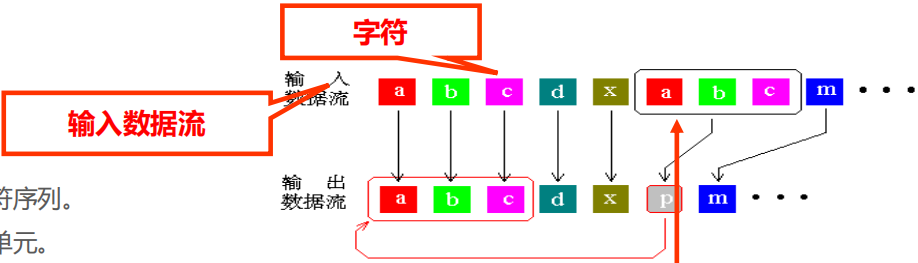 字符
输入数据流
输 入
数据流
a b c d x a b c m • • •
输 出
数据流
a b c d x p m • • •
符序列。
单元。